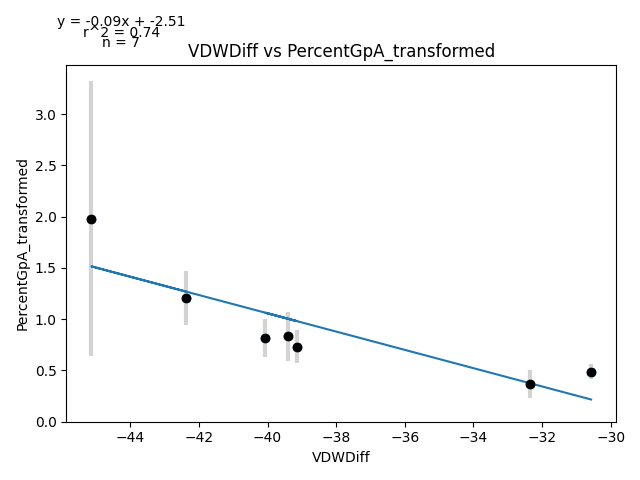 y = -0.09x + -2.51
r^2 = 0.74
n = 7
VDWDiff vs PercentGpA_transformed
PercentGpA_transformed
3.0
2.5
2.0
1.5
1.0
0.5
0.0
−44 −42 −40 −38 −36 −34 −32 −30
VDWDiff